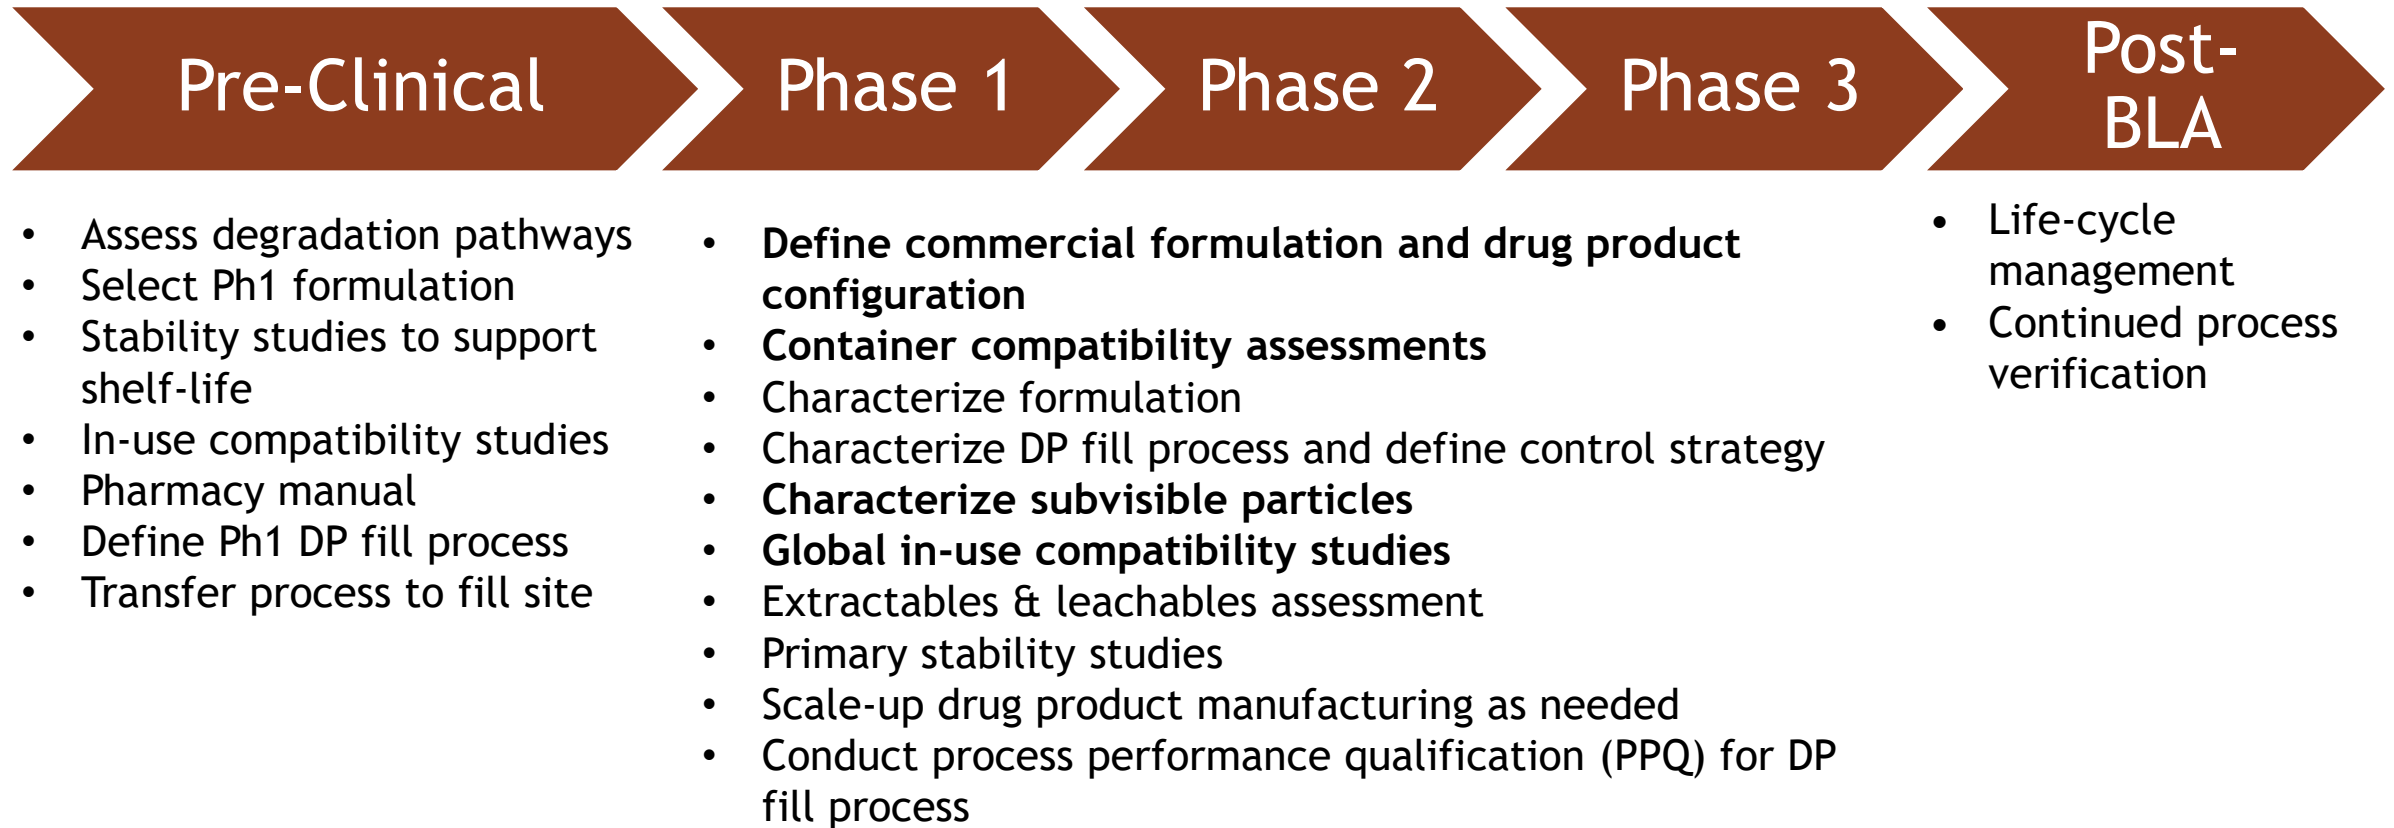 Pre-Clinical
Phase 1
Phase 2
Phase 3
Post-
BLA
• Assess degradation pathways
• Select Ph1 formulation
• Stability studies to support
shelf-life
• In-use compatibility studies
• Pharmacy manual
• Define Ph1 DP fill process
• Transfer process to fill site
• Define commercial formulation and drug product
configuration
• Container compatibility assessments
• Characterize formulation
• Characterize DP fill process and define control strategy
• Characterize subvisible particles
• Global in-use compatibility studies
• Extractables & leachables assessment
• Primary stability studies
• Scale-up drug product manufacturing as needed
• Conduct process performance qualification (PPQ) for DP
fill process
• Life-cycle
management
• Continued process
verification